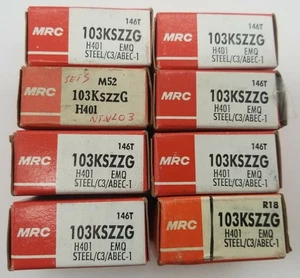 146T
MRC 103KSZZG
H401 EMQ
STEEL/C3/ABEC-1
146T
MRC 103KSZZG
H401 EMQ
STEEL/C3/ABEC-1
M52
MRC 103KSZZG
H401
146T
MRC 103KSZZG
H401 EMQ
STEEL/C3/ABEC-1
146T
MRC 103KSZZG
H401 EMQ
STEEL/C3/ABEC-1
146T
MRC 103KSZZG
H401 EMQ
STEEL/C3/ABEC-1
146T
MRC 103KSZZG
H401 EMQ
STEEL/C3/ABEC-1
R18
MRC 103KSZZG
H401 EMQ
STEEL/C3/ABEC-1